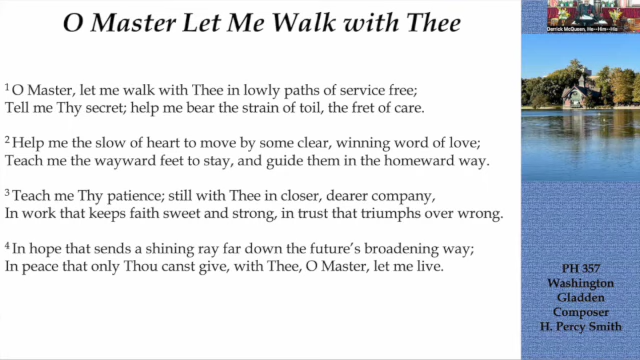 O Master Let Me Walk with Thee
Derrick McQueen, He~Him~His
1 O Master, let me walk with Thee in lowly paths of service free;
Tell me Thy secret; help me bear the strain of toil, the fret of care.
2 Help me the slow of heart to move by some clear, winning word of love;
Teach me the wayward feet to stay, and guide them in the homeward way.
3 Teach me Thy patience; still with Thee in closer, dearer company,
In work that keeps faith sweet and strong, in trust that triumphs over wrong.
4 In hope that sends a shining ray far down the future's broadening way;
In peace that only Thou canst give, with Thee, O Master, let me live.
PH 357
Washington
Gladden
Composer
H. Percy Smith